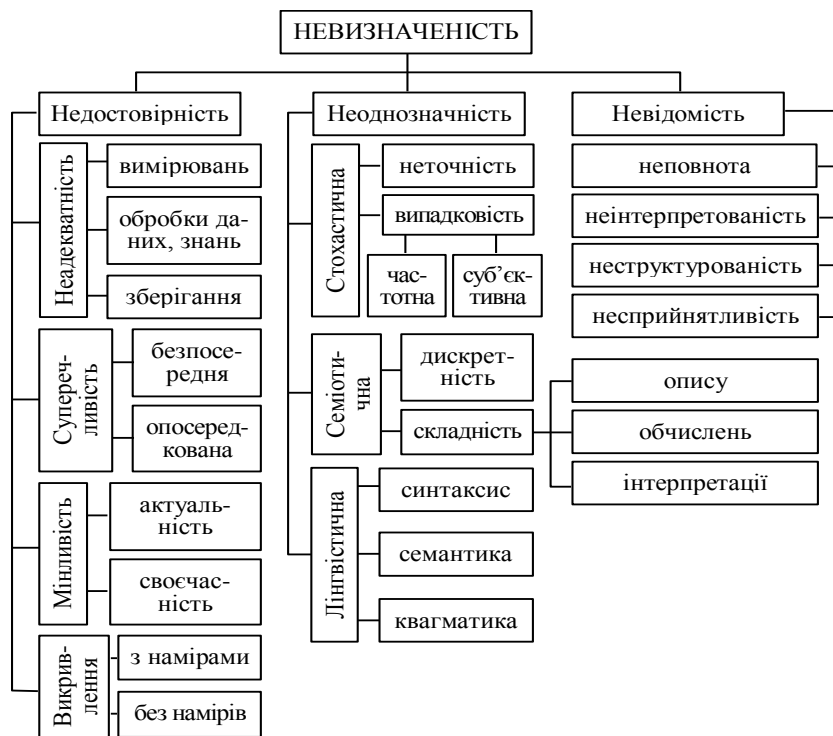 НЕВИЗНАЧЕНІСТЬ
Недостовірність
Неадекватність
вимірювань
обробки да-
них, знань
зберігання
Супереч-
ливість
безпосе-
редня
опосеред-
кована
Мінливість
актуаль-
ність
своєчас-
ність
Викрив-
лення
з намірами
без намірів
Неоднозначність
Стохастична
неточність
випадковість
час-
тотна
суб’єк-
тивна
Семіоти-
чна
дискрет-
ність
складність
опису
обчислень
інтерпретації
Лінгвістична
синтаксис
семантика
квагматика
Невідомість
неповнота
неінтерпретованість
неструктурованість
несприйнятливість